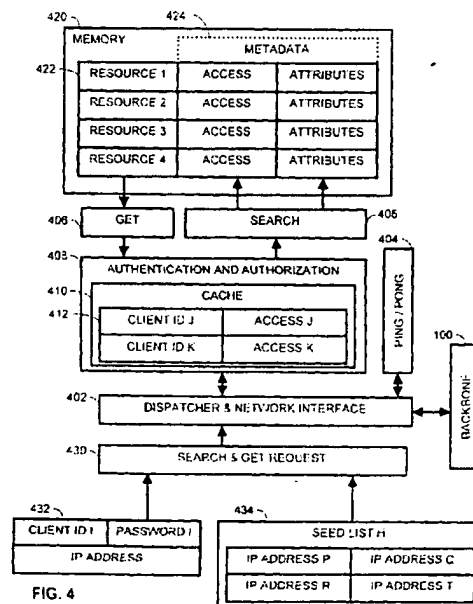 424
420
MEMORY
METADATA
422
RESOURCE 1 ACCESS ATTRIBUTES
RESOURCE 2 ACCESS ATTRIBUTES
RESOURCE 3 ACCESS ATTRIBUTES
RESOURCE 4 ACCESS ATTRIBUTES
406 GET SEARCH 405
404
403
AUTHENTICATION AND AUTHORIZATION
410
CACHE
412
CLIENT ID J ACCESS J
CLIENT ID K ACCESS K
PING / PONG
100
BACKBONE
402
DISPATCHER & NETWORK INTERFACE
430
SEARCH & GET REQUEST
432
CLIENT ID I PASSWORD I
IP ADDRESS
434
SEED LIST H
IP ADDRESS P IP ADDRESS Q
IP ADDRESS R IP ADDRESS T
FIG. 4